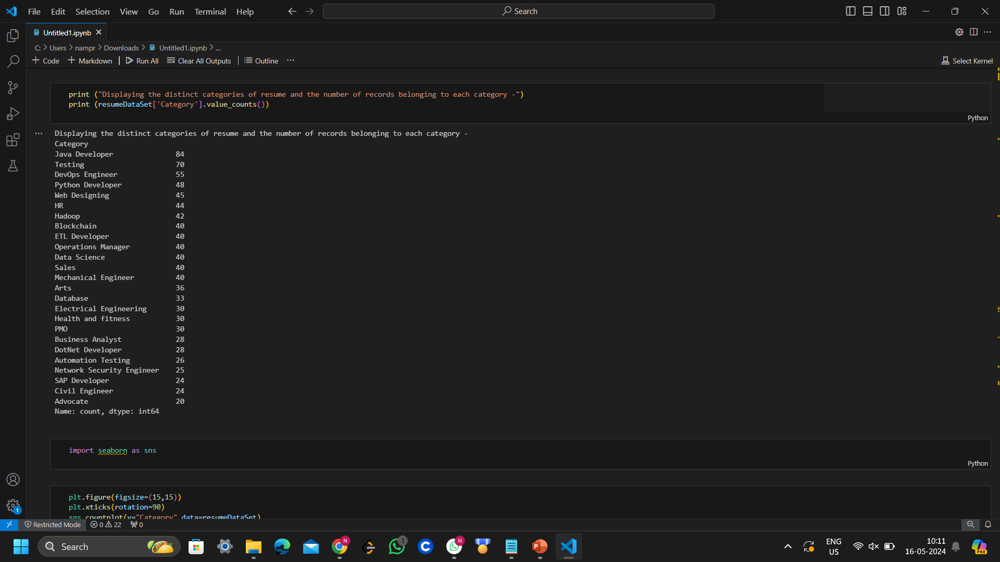 File Edit Selection View Go Run Terminal Help Search
Untitled1.ipynb
C: > Users > nampr > Downloads > Untitled1.ipynb > ...
+ Code + Markdown | Run All Clear All Outputs | Outline ... Select Kernel
print ("Displaying the distinct categories of resume and the number of records belonging to each category -")
print (resumeDataSet['Category'].value_counts())
Python
... Displaying the distinct categories of resume and the number of records belonging to each category -
Category
Java Developer 84
Testing 70
DevOps Engineer 55
Python Developer 48
Web Designing 45
HR 44
Hadoop 42
Blockchain 40
ETL Developer 40
Operations Manager 40
Data Science 40
Sales 40
Mechanical Engineer 40
Arts 36
Database 33
Electrical Engineering 30
Health and fitness 30
PMO 30
Business Analyst 28
DotNet Developer 28
Automation Testing 26
Network Security Engineer 25
SAP Developer 24
Civil Engineer 24
Advocate 20
Name: count, dtype: int64
import seaborn as sns
Python
plt.figure(figsize=(15,15))
plt.xticks(rotation=90)
sns.countplot(y="Category", data=resumeDataSet)
1
Restricted Mode 0 22 0
Search N 1 N ENG 10:11
US 16-05-2024 PRE